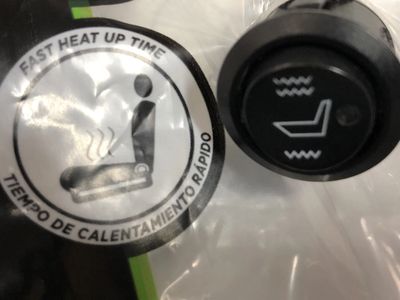 FAST HEAT UP TIME
TIEMPO DE CALENTAMIENTO RÁPIDO